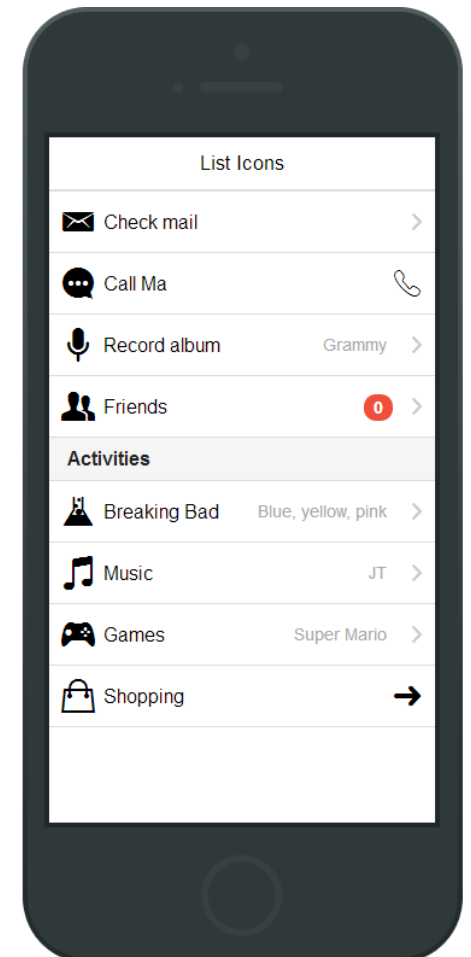 List Icons
Check mail
Call Ma
Record album Grammy
Friends 0
Activities
Breaking Bad Blue, yellow, pink
Music JT
Games Super Mario
Shopping